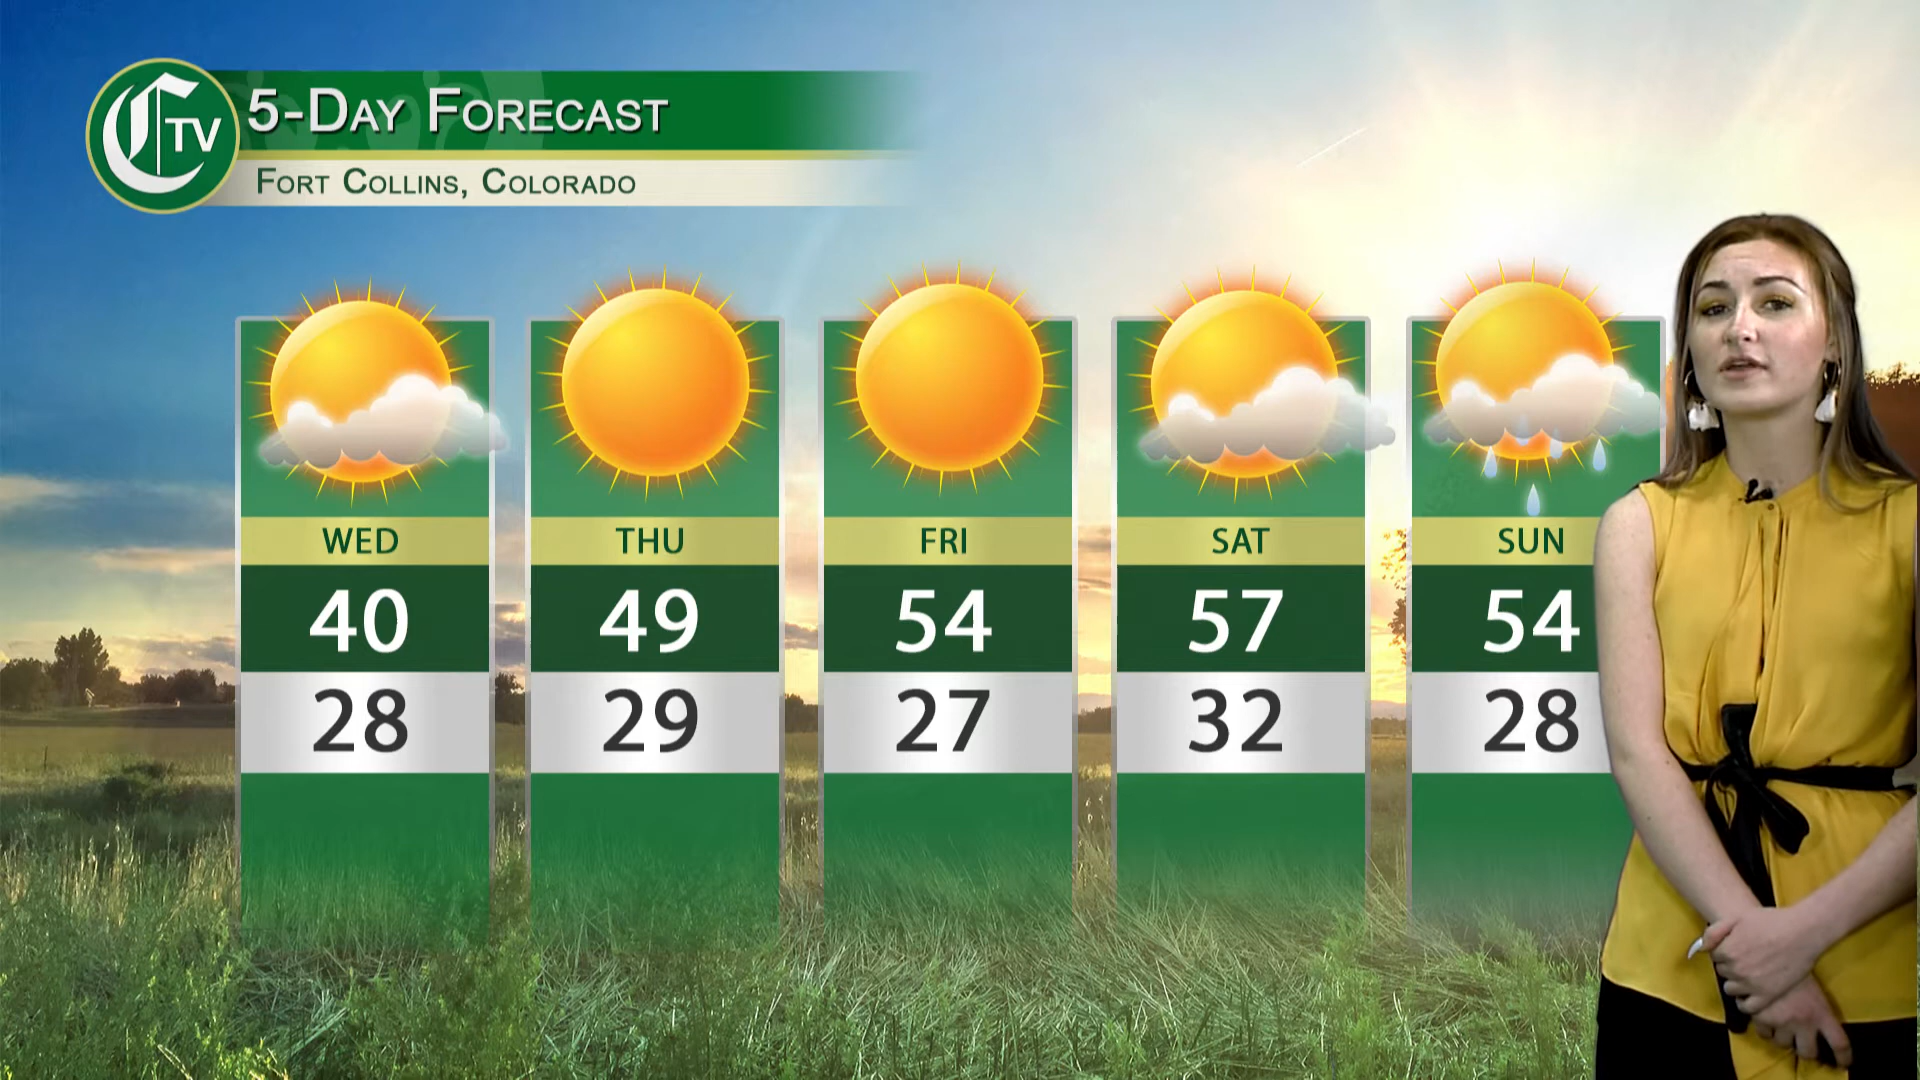 CTV
5-Day Forecast
Fort Collins, Colorado
WED THU FRI SAT SUN
40 49 54 57 54
28 29 27 32 28